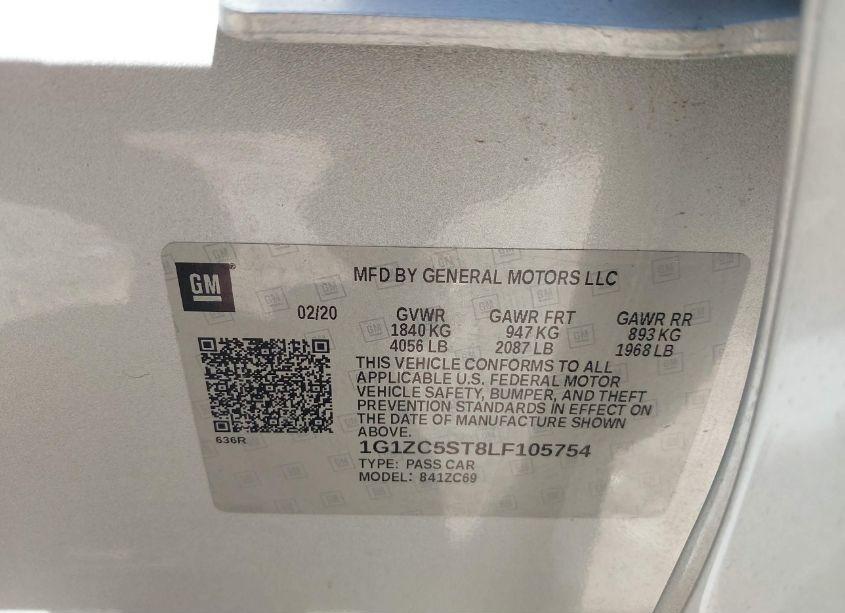 GM
MFD BY GENERAL MOTORS LLC
02/20 GVWR GAWR FRT GAWR RR
1840 KG 947 KG 893 KG
4056 LB 2087 LB 1968 LB
THIS VEHICLE CONFORMS TO ALL
APPLICABLE U.S. FEDERAL MOTOR
VEHICLE SAFETY, BUMPER, AND THEFT
PREVENTION STANDARDS IN EFFECT ON
THE DATE OF MANUFACTURE SHOWN
ABOVE.
636R
1G1ZC5ST8LF105754
TYPE: PASS CAR
MODEL: 841ZC69